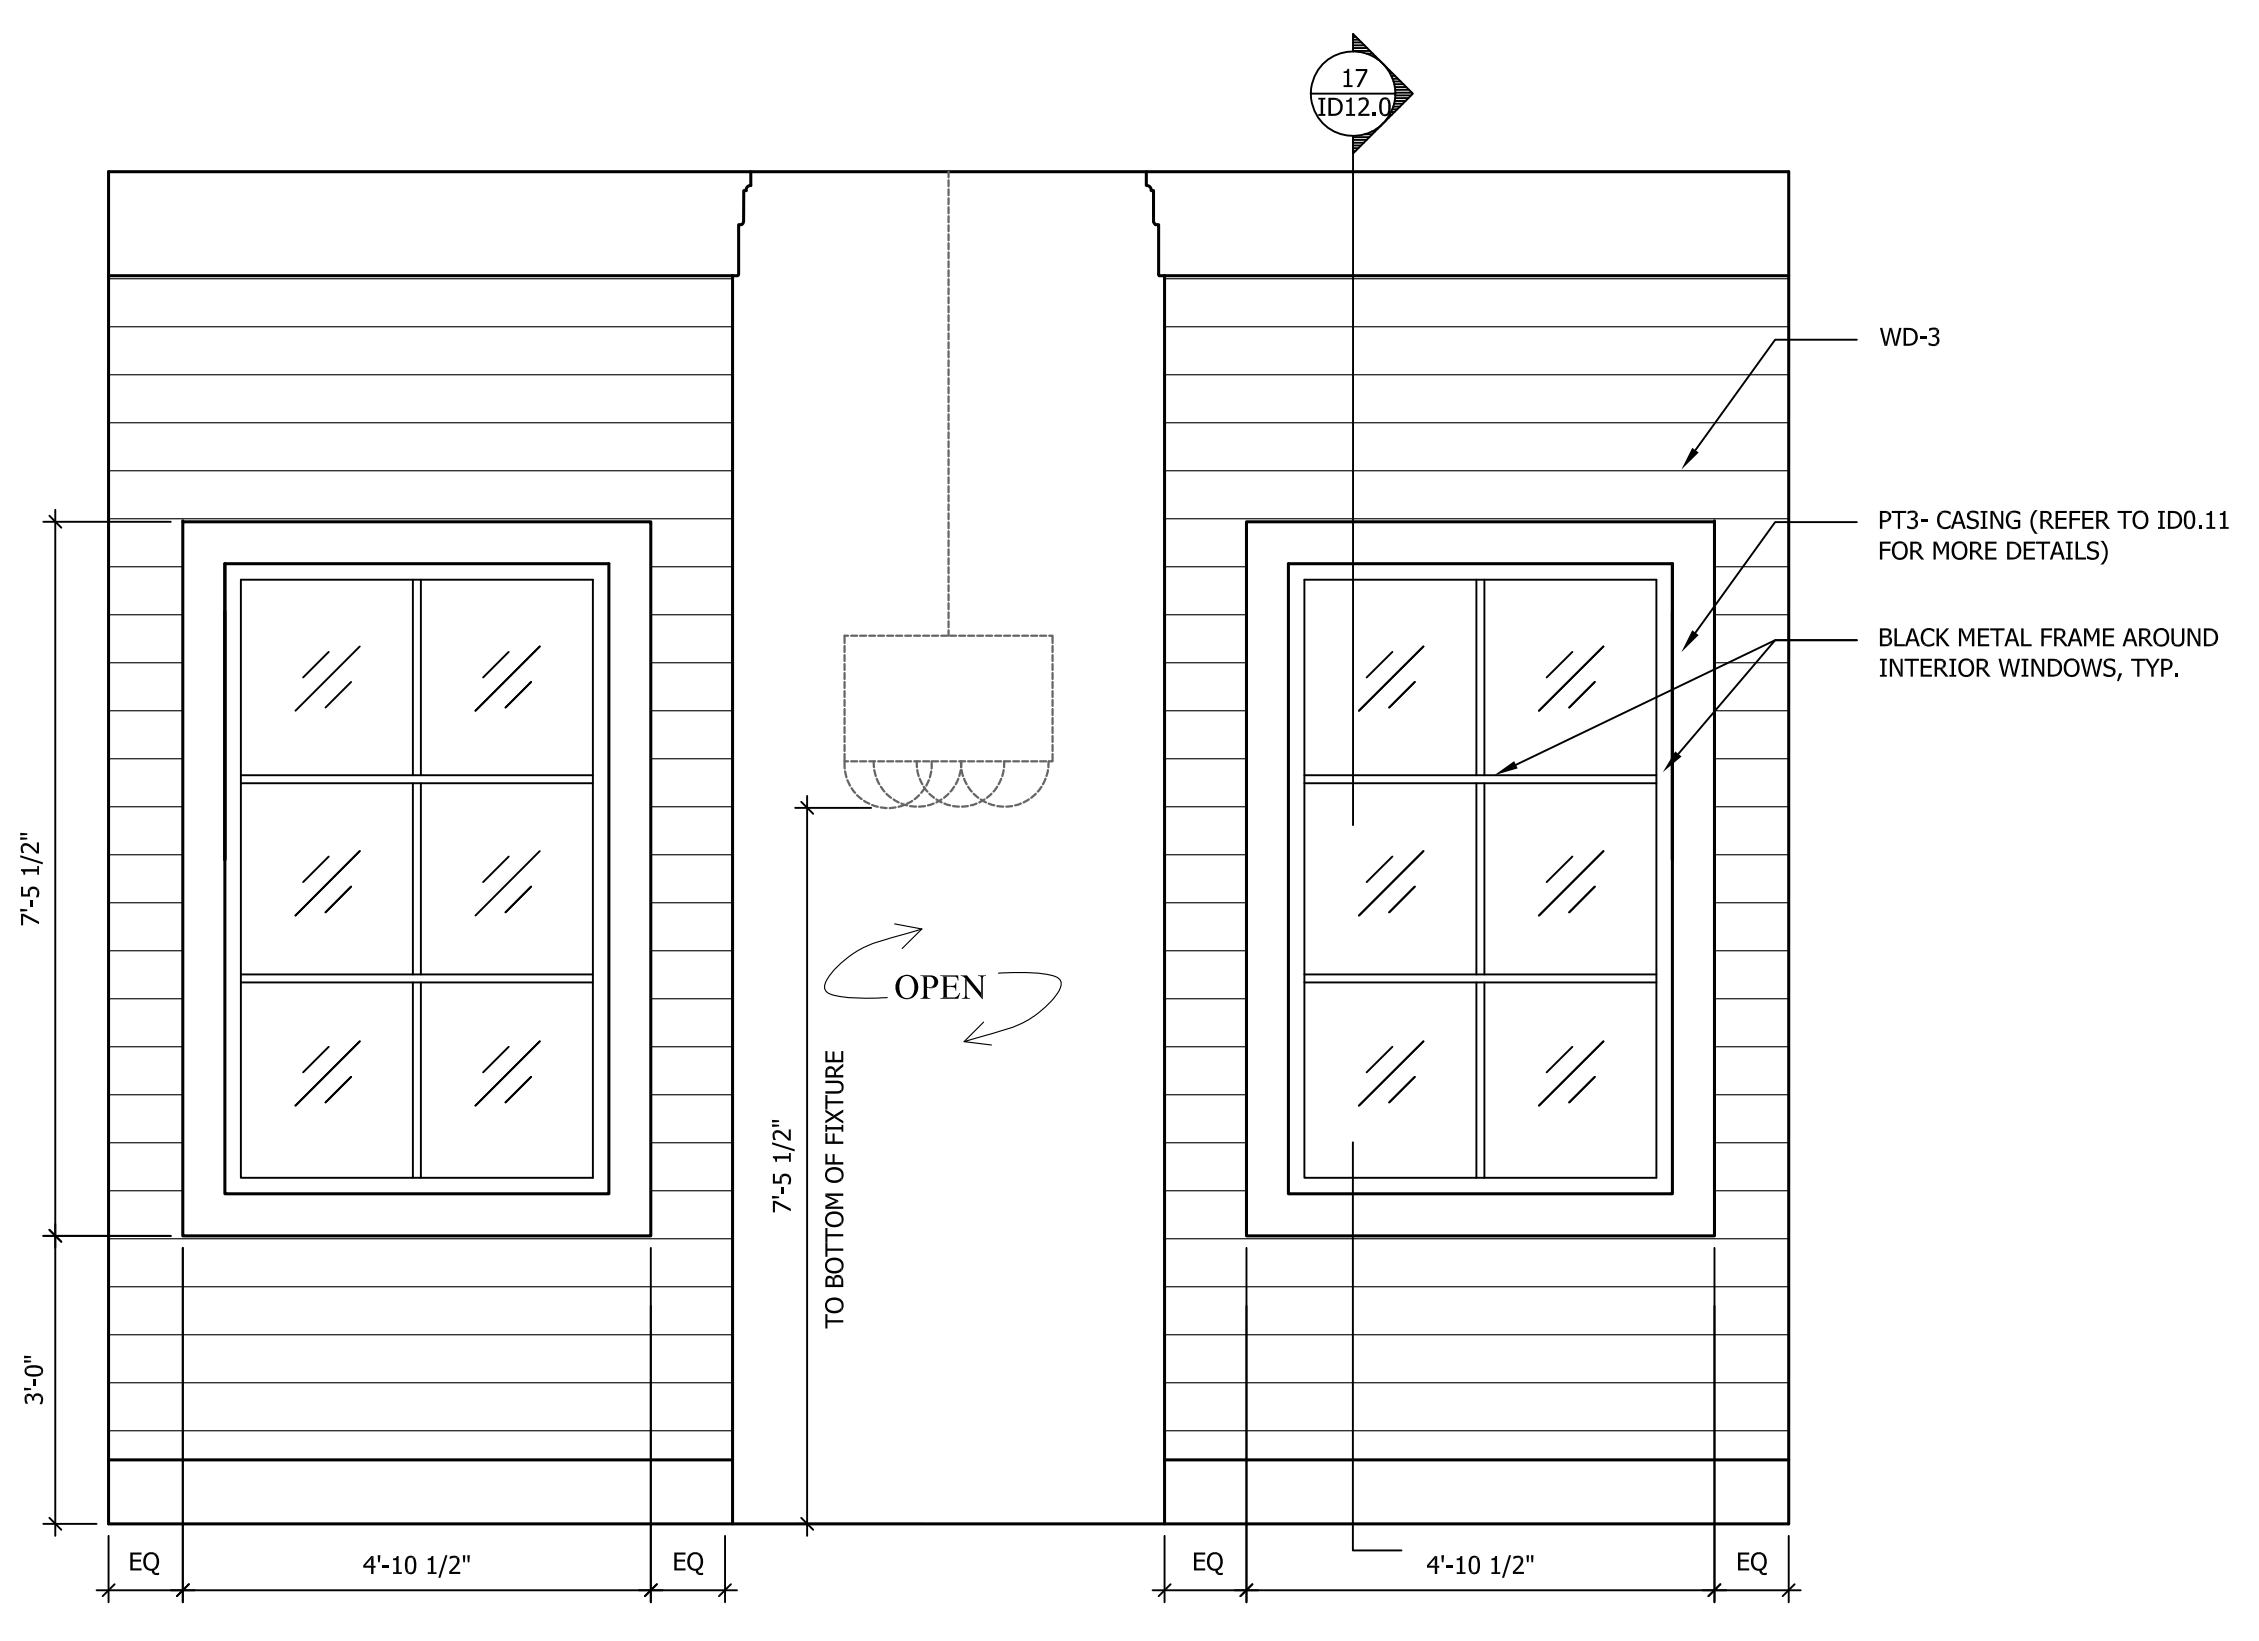 17
ID12.0
WD-3
PT3- CASING (REFER TO ID0.11
FOR MORE DETAILS)
BLACK METAL FRAME AROUND
INTERIOR WINDOWS, TYP.
7'-5 1/2"
OPEN
7'-5 1/2"
TO BOTTOM OF FIXTURE
3'-0"
EQ
4'-10 1/2"
EQ
EQ
4'-10 1/2"
EQ